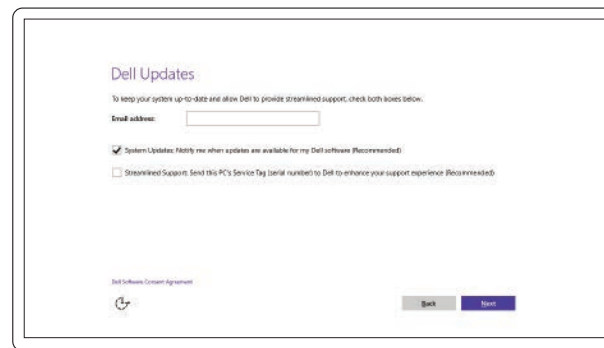 Dell Updates
To keep your system up-to-date and allow Dell to provide streamlined support, check both boxes below.
Email address:
System Updates: Notify me when updates are available for my Dell software (Recommended)
Streamlined Support: Send this PC's Service Tag (serial number) to Dell to enhance your support experience (Recommended)
Dell Software Consent Agreement
Back Next